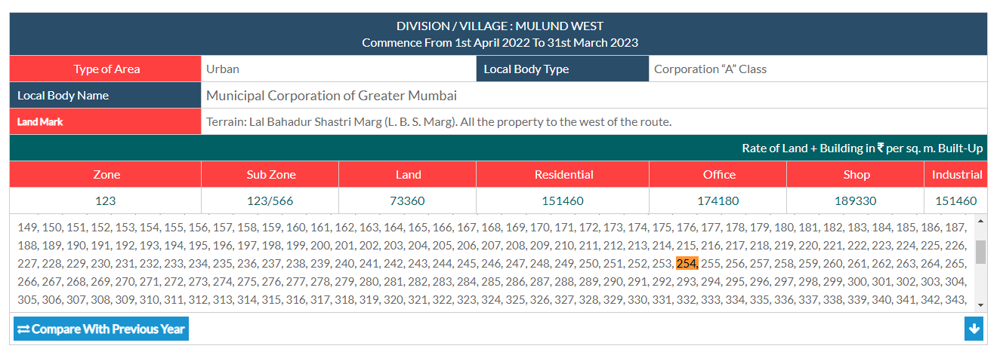 DIVISION / VILLAGE : MULUND WEST
Commence From 1st April 2022 To 31st March 2023
Type of Area Urban Local Body Type Corporation “A” Class
Local Body Name Municipal Corporation of Greater Mumbai
Land Mark Terrain: Lal Bahadur Shastri Marg (L. B. S. Marg). All the property to the west of the route.
Rate of Land + Building in ₹ per sq. m. Built-Up
Zone Sub Zone Land Residential Office Shop Industrial
123 123/566 73360 151460 174180 189330 151460
149, 150, 151, 152, 153, 154, 155, 156, 157, 158, 159, 160, 161, 162, 163, 164, 165, 166, 167, 168, 169, 170, 171, 172, 173, 174, 175, 176, 177, 178, 179, 180, 181, 182, 183, 184, 185, 186, 187,
188, 189, 190, 191, 192, 193, 194, 195, 196, 197, 198, 199, 200, 201, 202, 203, 204, 205, 206, 207, 208, 209, 210, 211, 212, 213, 214, 215, 216, 217, 218, 219, 220, 221, 222, 223, 224, 225, 226,
227, 228, 229, 230, 231, 232, 233, 234, 235, 236, 237, 238, 239, 240, 241, 242, 243, 244, 245, 246, 247, 248, 249, 250, 251, 252, 253, 254, 255, 256, 257, 258, 259, 260, 261, 262, 263, 264, 265,
266, 267, 268, 269, 270, 271, 272, 273, 274, 275, 276, 277, 278, 279, 280, 281, 282, 283, 284, 285, 286, 287, 288, 289, 290, 291, 292, 293, 294, 295, 296, 297, 298, 299, 300, 301, 302, 303, 304,
305, 306, 307, 308, 309, 310, 311, 312, 313, 314, 315, 316, 317, 318, 319, 320, 321, 322, 323, 324, 325, 326, 327, 328, 329, 330, 331, 332, 333, 334, 335, 336, 337, 338, 339, 340, 341, 342, 343,
Compare With Previous Year